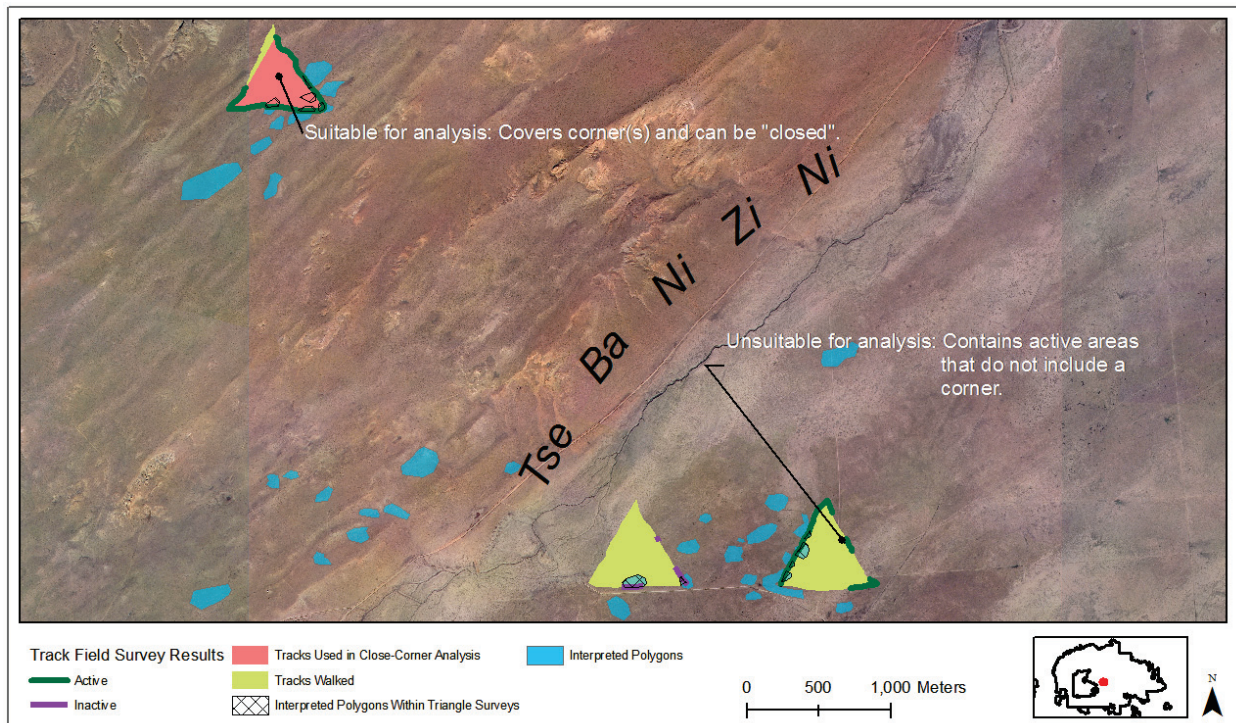 Suitable for analysis: Covers corner(s) and can be "closed".
Tse Ba Ni Zi Ni
Unsuitable for analysis: Contains active areas
that do not include a
corner.
Track Field Survey Results
Active
Inactive
Tracks Used in Close-Corner Analysis
Tracks Walked
Interpreted Polygons Within Triangle Surveys
Interpreted Polygons
0 500 1,000 Meters
N